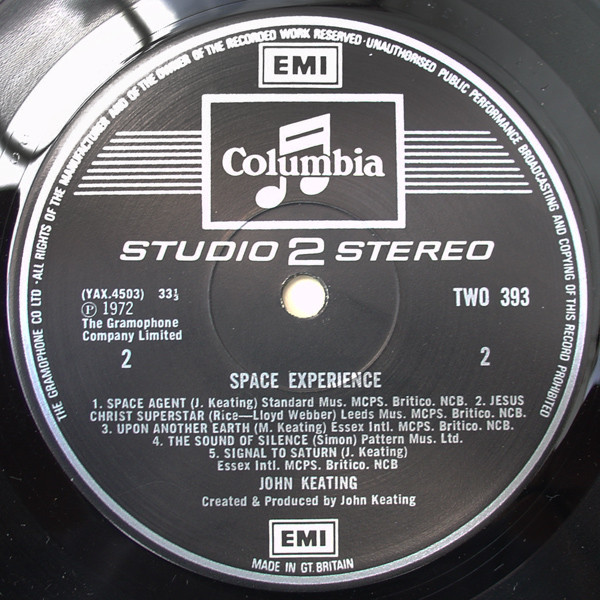 THE GRAMOPHONE CO LTD · ALL RIGHTS OF THE MANUFACTURER AND OF THE OWNER OF THE RECORDED WORK RESERVED · UNAUTHORISED PUBLIC PERFORMANCE BROADCASTING AND COPYING OF THIS RECORD PROHIBITED
EMI
Columbia
STUDIO 2 STEREO
(YAX.4503) 33⅓
TWO 393
Ⓟ 1972
The Gramophone
Company Limited
2
2
SPACE EXPERIENCE
1. SPACE AGENT (J. Keating) Standard Mus. MCPS. Britico. NCB. 2. JESUS
CHRIST SUPERSTAR (Rice—Lloyd Webber) Leeds Mus. MCPS. Britico. NCB.
3. UPON ANOTHER EARTH (M. Keating) Essex Intl. MCPS. Britico. NCB.
4. THE SOUND OF SILENCE (Simon) Pattern Mus. Ltd.
5. SIGNAL TO SATURN (J. Keating)
Essex Intl. MCPS. Britico. NCB
JOHN KEATING
Created & Produced by John Keating
EMI
MADE IN GT. BRITAIN